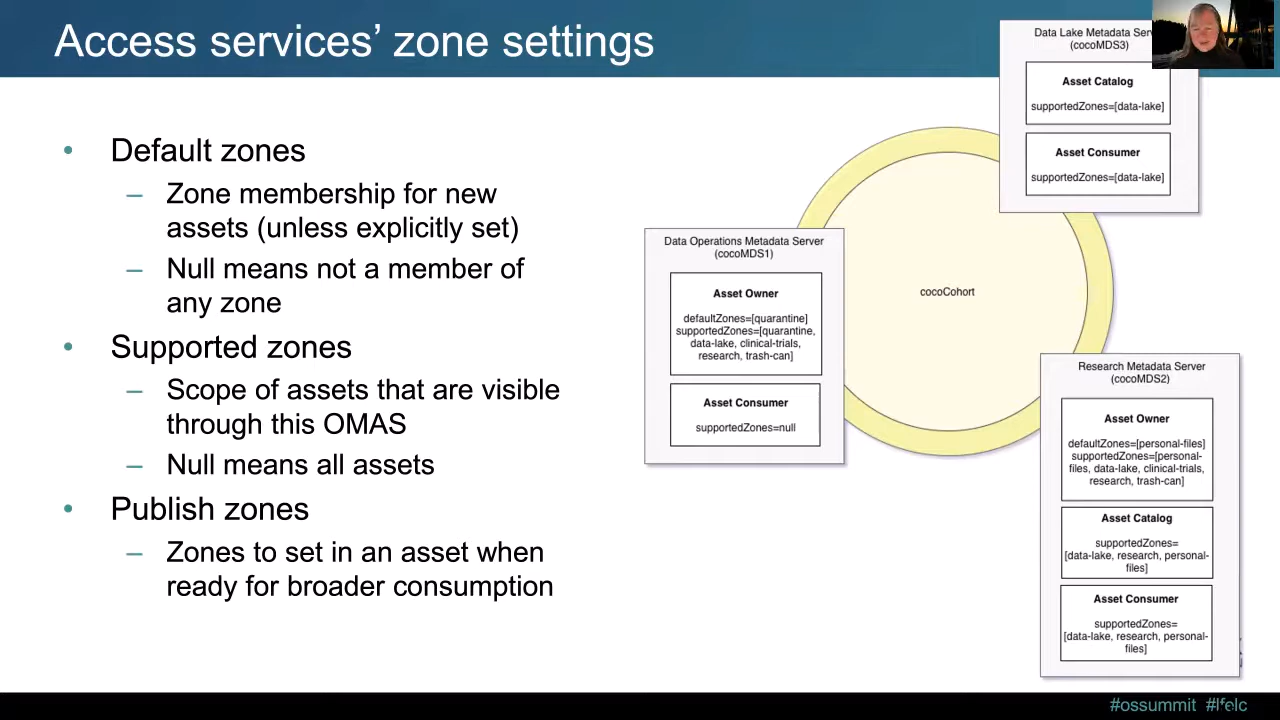 Access services’ zone settings
• Default zones
– Zone membership for new
assets (unless explicitly set)
– Null means not a member of
any zone
• Supported zones
– Scope of assets that are visible
through this OMAS
– Null means all assets
• Publish zones
– Zones to set in an asset when
ready for broader consumption
Data Lake Metadata
(cocoMDS3)
Asset Catalog
supportedZones=[data-lake]
Asset Consumer
supportedZones=[data-lake]
Data Operations Metadata Server
(cocoMDS1)
Asset Owner
defaultZones=[quarantine]
supportedZones=[quarantine,
data-lake, clinical-trials,
research, trash-can]
Asset Consumer
supportedZones=null
cocoCohort
Research Metadata Server
(cocoMDS2)
Asset Owner
defaultZones=[personal-files]
supportedZones=[personal-
files, data-lake, clinical-trials,
research, trash-can]
Asset Catalog
supportedZones=
[data-lake, research, personal-
files]
Asset Consumer
supportedZones=
[data-lake, research, personal-
files]
#ossummit